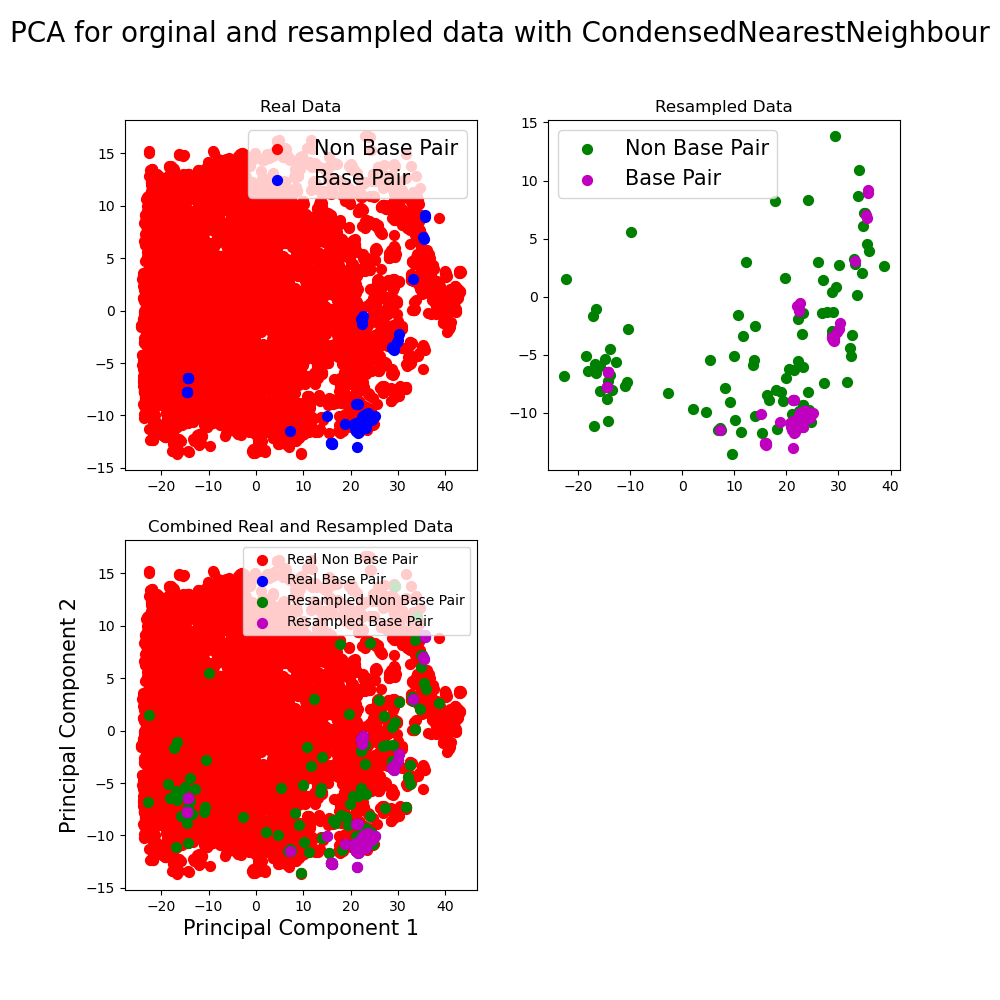 PCA for orginal and resampled data with CondensedNearestNeighbour
Real Data
Non Base Pair
Base Pair
15
10
5
0
−5
−10
−15
−20
−10
0
10
20
30
40
Resampled Data
Non Base Pair
Base Pair
15
10
5
0
−5
−10
−20
−10
0
10
20
30
40
Combined Real and Resampled Data
Real Non Base Pair
Real Base Pair
Resampled Non Base Pair
Resampled Base Pair
Principal Component 2
15
10
5
0
−5
−10
−15
−20
−10
0
10
20
30
40
Principal Component 1